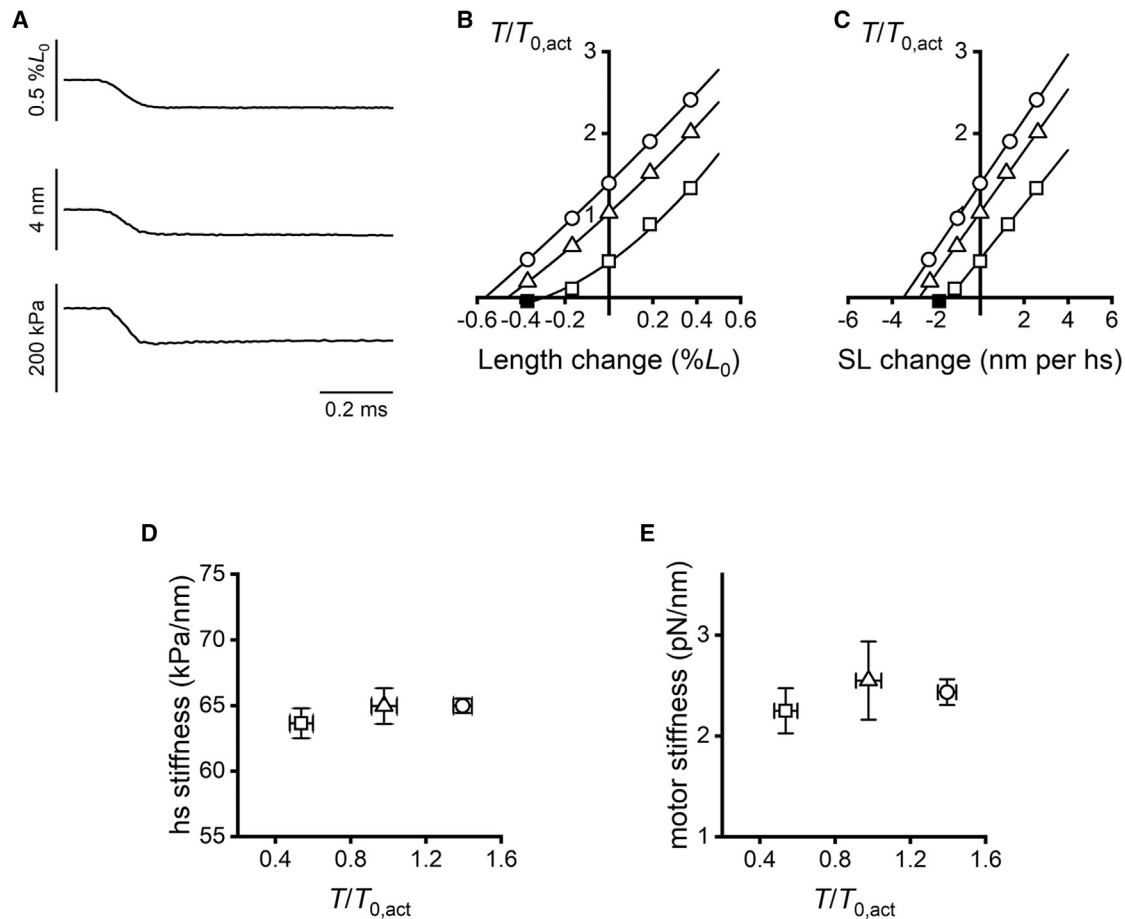 A
0.5 %L0
4 nm
200 kPa
0.2 ms
B
T/T0,act
3
2
1
-0.6 -0.4 -0.2 0.2 0.4 0.6
Length change (%L0)
C
T/T0,act
3
2
1
-6 -4 -2 2 4 6
SL change (nm per hs)
D
hs stiffness (kPa/nm)
75
70
65
60
55
0.4 0.8 1.2 1.6
T/T0,act
E
motor stiffness (pN/nm)
3
2
1
0.4 0.8 1.2 1.6
T/T0,act